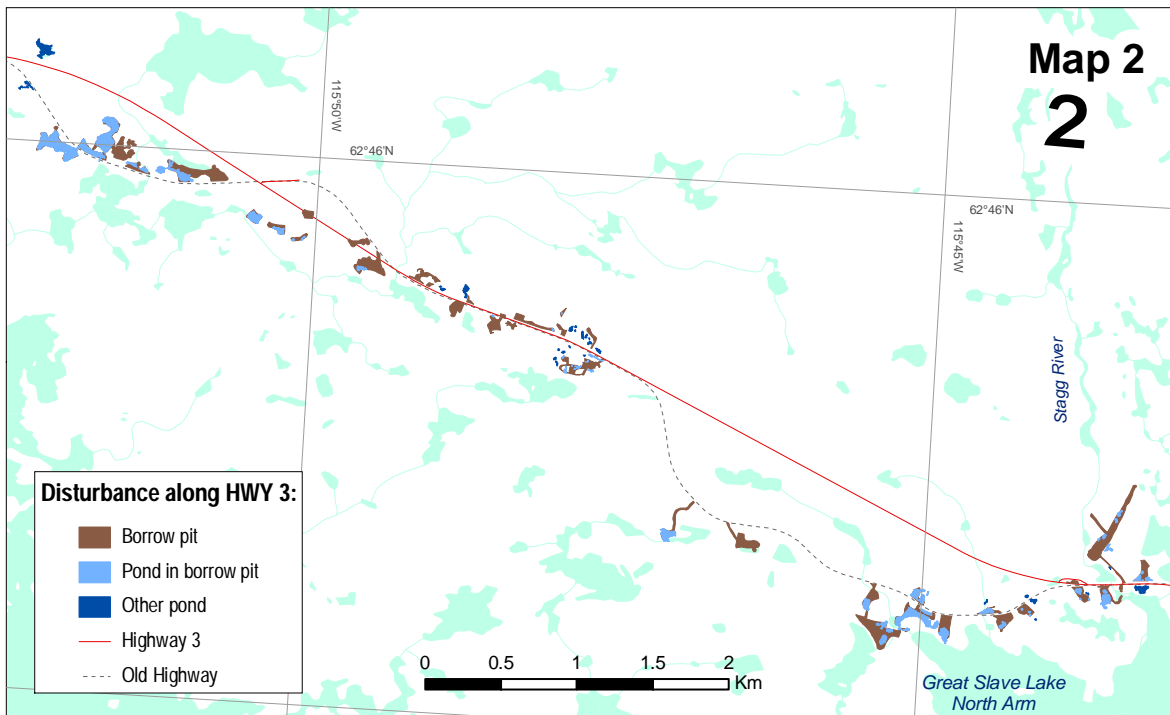 Map 2
2
115°50'W
62°46'N
62°46'N
115°45'W
Stagg River
Disturbance along HWY 3:
Borrow pit
Pond in borrow pit
Other pond
Highway 3
Old Highway
0 0.5 1 1.5 2
Km
Great Slave Lake
North Arm